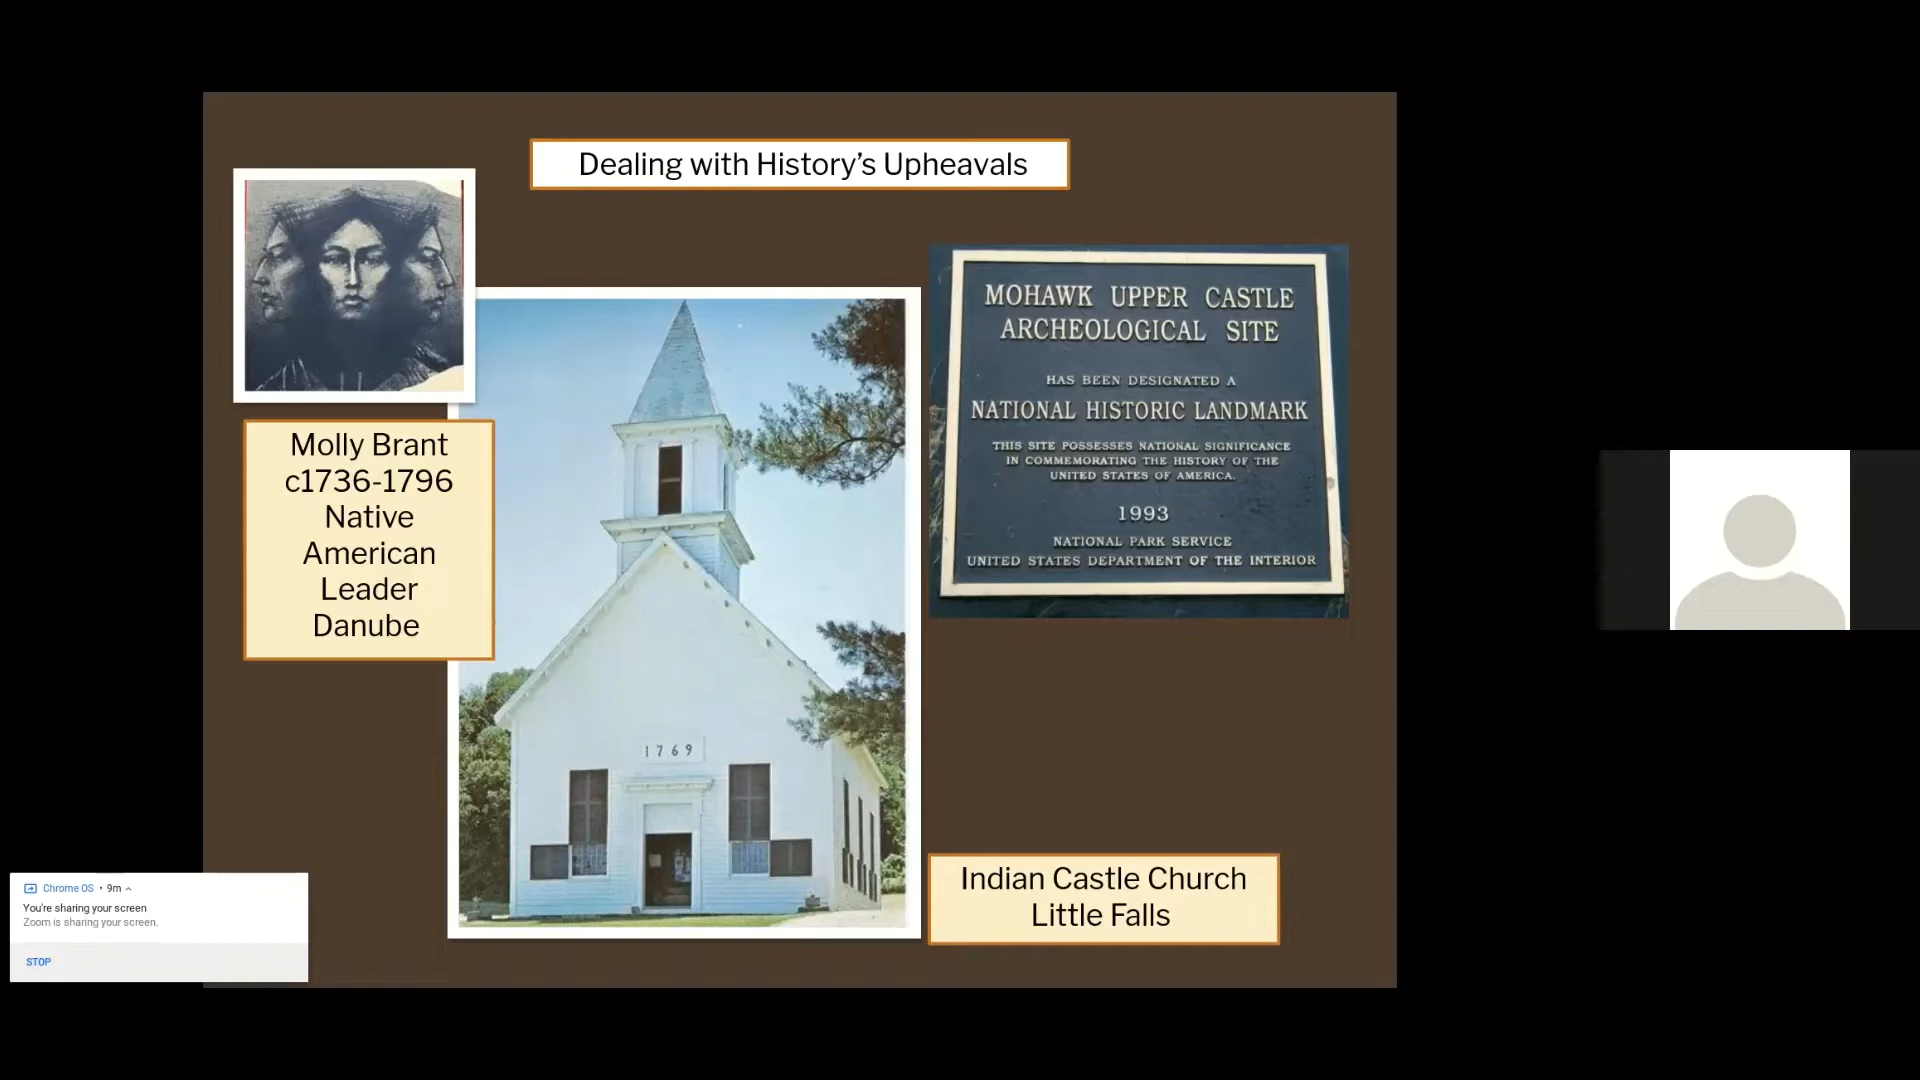 Dealing with History’s Upheavals
Molly Brant
c1736-1796
Native
American
Leader
Danube
MOHAWK UPPER CASTLE
ARCHEOLOGICAL SITE
HAS BEEN DESIGNATED A
NATIONAL HISTORIC LANDMARK
THIS SITE POSSESSES NATIONAL SIGNIFICANCE
IN COMMEMORATING THE HISTORY OF THE
UNITED STATES OF AMERICA.
1993
NATIONAL PARK SERVICE
UNITED STATES DEPARTMENT OF THE INTERIOR
1769
Indian Castle Church
Little Falls
Chrome OS • 9m
You're sharing your screen
Zoom is sharing your screen.
STOP